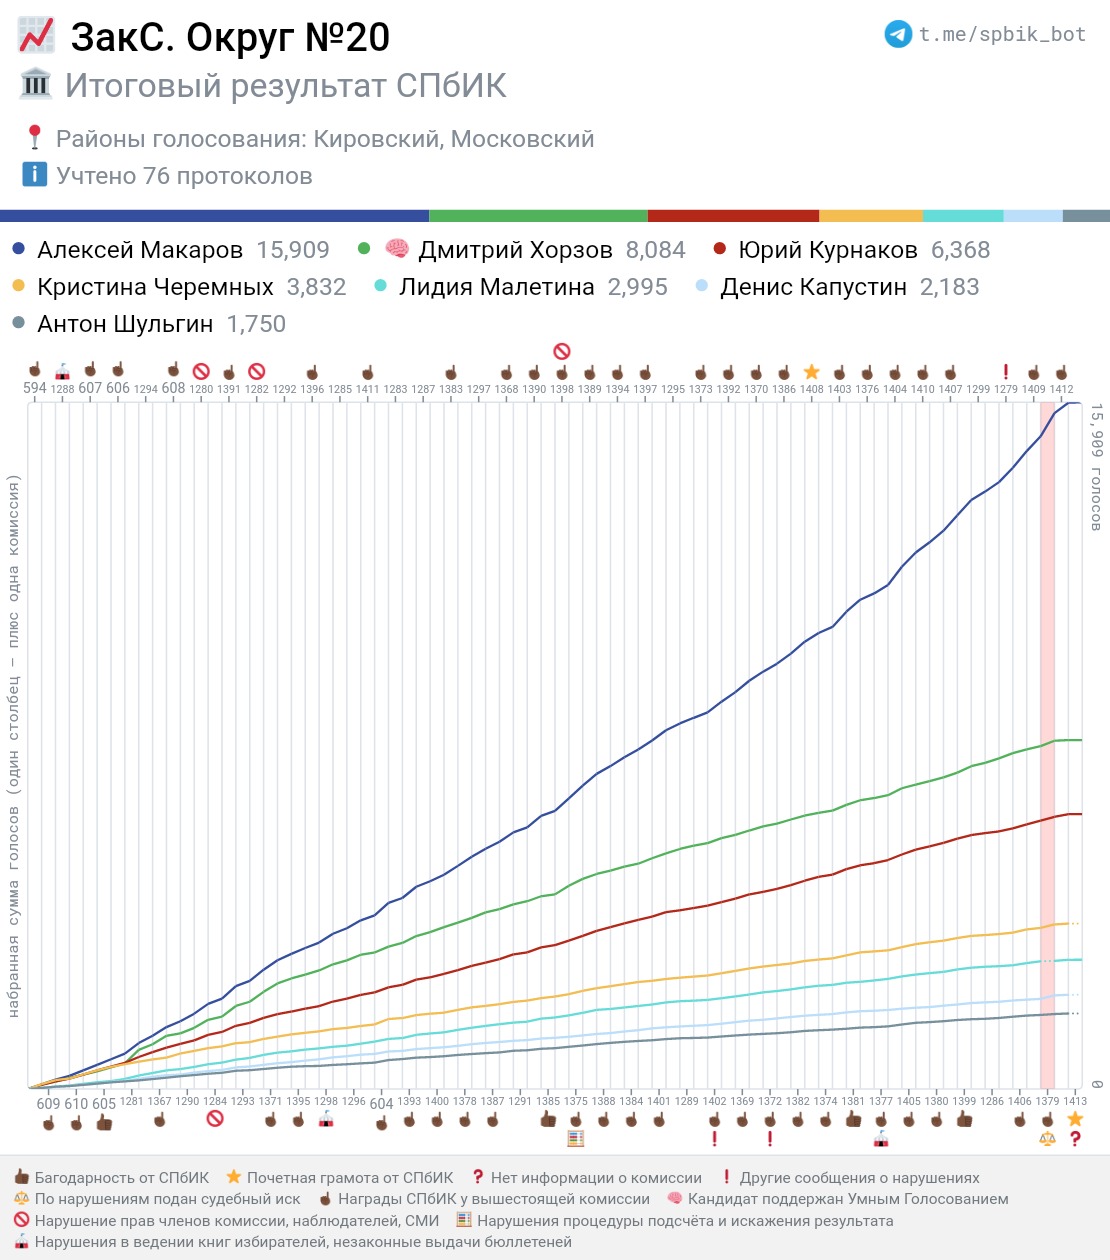 ЗакС. Округ №20
t.me/spbik_bot
Итоговый результат СПбИК
Районы голосования: Кировский, Московский
Учтено 76 протоколов
Алексей Макаров 15,909 Дмитрий Хорзов 8,084 Юрий Курнаков 6,368
Кристина Черемных 3,832 Лидия Малетина 2,995 Денис Капустин 2,183
Антон Шульгин 1,750
594 1288 607 606 1294 608 1280 1391 1282 1292 1396 1285 1411 1283 1287 1383 1297 1368 1390 1398 1389 1394 1397 1295 1373 1392 1370 1386 1408 1403 1376 1404 1410 1407 1299 1279 1409 1412
15,909 голосов
набранная сумма голосов (один столбец — плюс одна комиссия)
0
609 610 605 1281 1367 1290 1284 1293 1371 1395 1298 1296 604 1393 1400 1378 1387 1291 1385 1375 1388 1384 1401 1289 1402 1369 1372 1382 1374 1381 1377 1405 1380 1399 1286 1406 1379 1413
Багодарность от СПбИК Почетная грамота от СПбИК Нет информации о комиссии Другие сообщения о нарушениях
По нарушениям подан судебный иск Награды СПбИК у вышестоящей комиссии Кандидат поддержан Умным Голосованием
Нарушение прав членов комиссии, наблюдателей, СМИ Нарушения процедуры подсчёта и искажения результата
Нарушения в ведении книг избирателей, незаконные выдачи бюллетеней